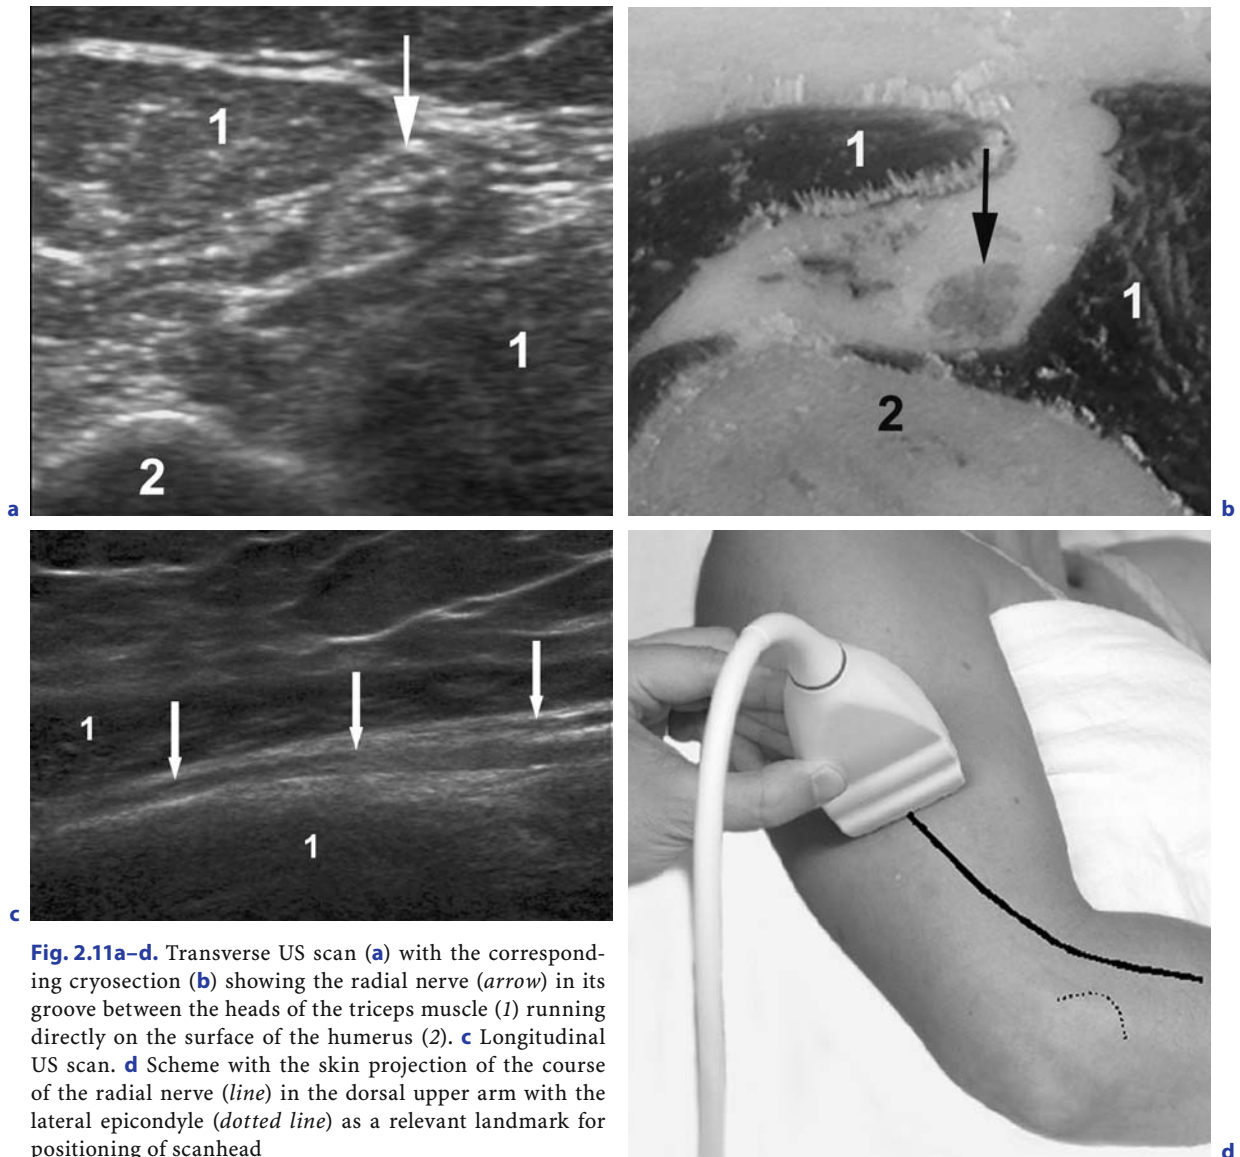 1
1
2
a
1
1
2
b
1
1
c
Fig. 2.11a–d. Transverse US scan (a) with the correspond-
ing cryosection (b) showing the radial nerve (arrow) in its
groove between the heads of the triceps muscle (1) running
directly on the surface of the humerus (2). c Longitudinal
US scan. d Scheme with the skin projection of the course
of the radial nerve (line) in the dorsal upper arm with the
lateral epicondyle (dotted line) as a relevant landmark for
positioning of scanhead
d